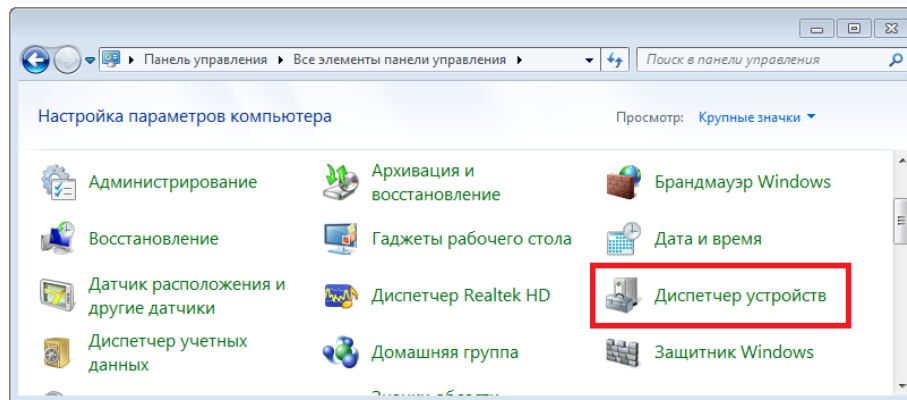 Панель управления Все элементы панели управления Поиск в панели управления
Настройка параметров компьютера
Просмотр: Крупные значки
Администрирование
Архивация и
восстановление
Брандмауэр Windows
Восстановление
Гаджеты рабочего стола
Дата и время
Датчик расположения и
другие датчики
Диспетчер Realtek HD
Диспетчер устройств
Диспетчер учетных
данных
Домашняя группа
Защитник Windows